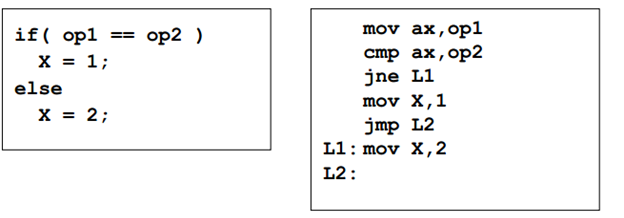 if( op1 == op2 )
  X = 1;
else
  X = 2;
mov ax,op1
cmp ax,op2
jne L1
mov X,1
jmp L2
L1: mov X,2
L2: